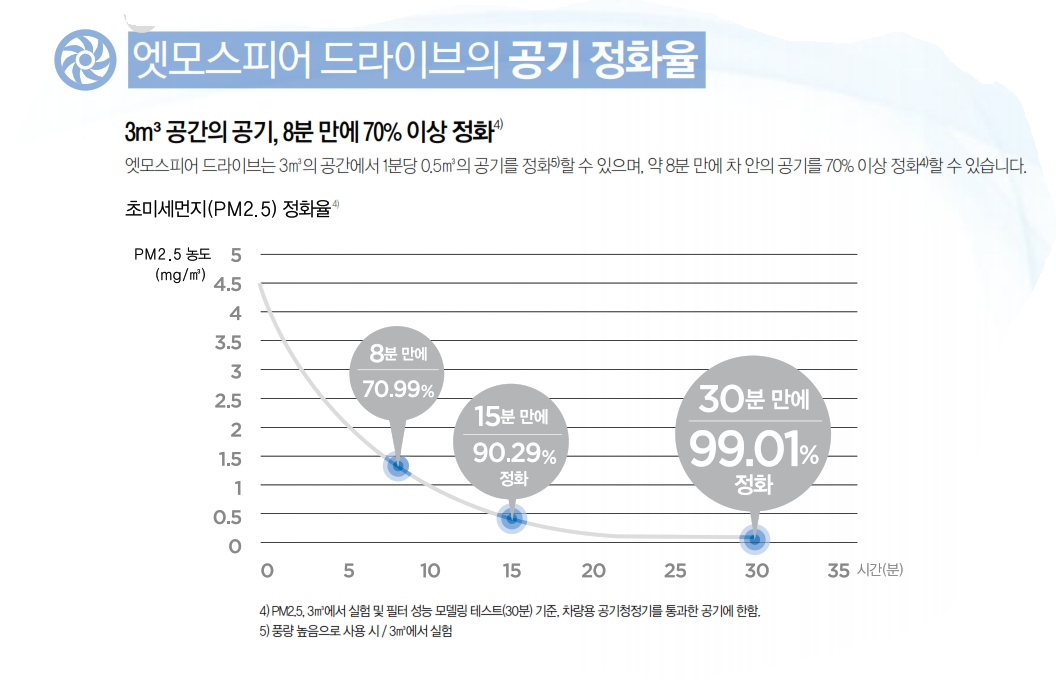 엣모스피어 드라이브의 공기 정화율
3m³ 공간의 공기, 8분 만에 70% 이상 정화4)
엣모스피어 드라이브는 3㎥의 공간에서 1분당 0.5㎥의 공기를 정화5)할 수 있으며, 약 8분 만에 차 안의 공기를 70% 이상 정화4)할 수 있습니다.
초미세먼지(PM2.5) 정화율4)
PM2.5 농도
(mg/㎥)
5
4.5
4
3.5
3
2.5
2
1.5
1
0.5
0
8분 만에
70.99%
15분 만에
90.29%
정화
30분 만에
99.01%
정화
0 5 10 15 20 25 30 35 시간(분)
4) PM2.5, 3㎥에서 실험 및 필터 성능 모델링 테스트(30분) 기준, 차량용 공기청정기를 통과한 공기에 한함.
5) 풍량 높음으로 사용 시 / 3㎥에서 실험